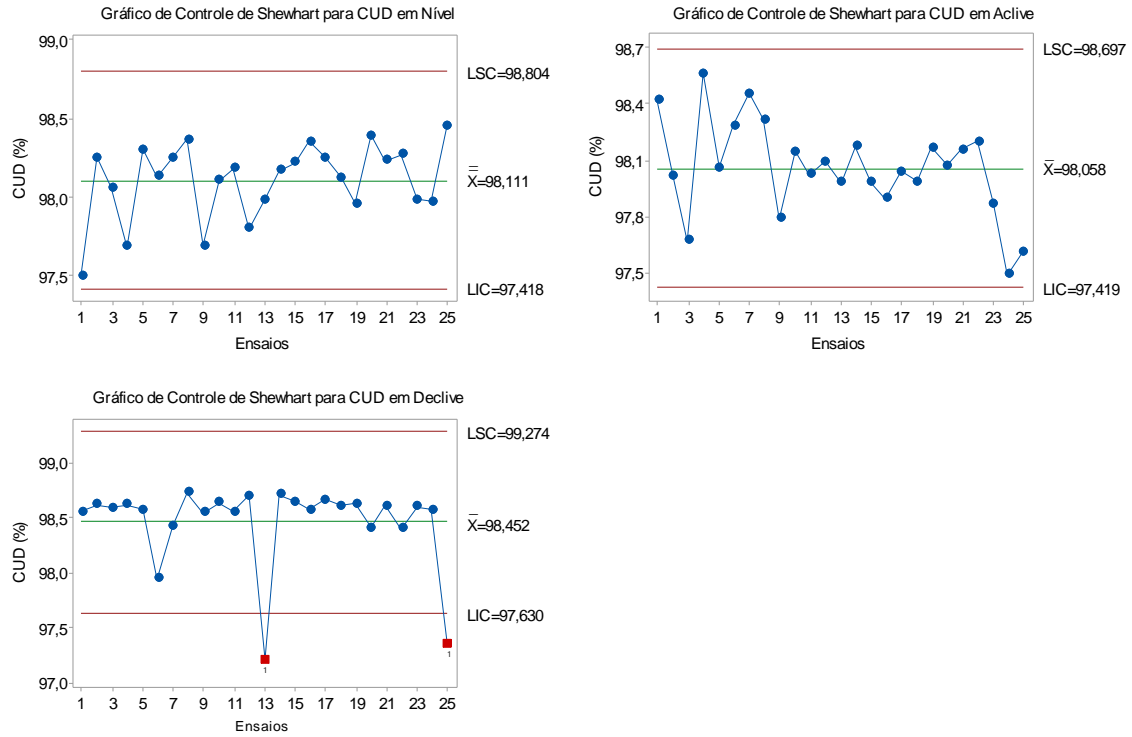 Gráfico de Controle de Shewhart para CUD em Nível
99,0
98,5
98,0
97,5
CUD (%)
LSC=98,804
X̿=98,111
LIC=97,418
1 3 5 7 9 11 13 15 17 19 21 23 25
Ensaios
Gráfico de Controle de Shewhart para CUD em Aclive
98,7
98,4
98,1
97,8
97,5
CUD (%)
LSC=98,697
X̅=98,058
LIC=97,419
1 3 5 7 9 11 13 15 17 19 21 23 25
Ensaios
Gráfico de Controle de Shewhart para CUD em Declive
99,0
98,5
98,0
97,5
97,0
CUD (%)
LSC=99,274
X̅=98,452
LIC=97,630
1
1
1 3 5 7 9 11 13 15 17 19 21 23 25
Ensaios